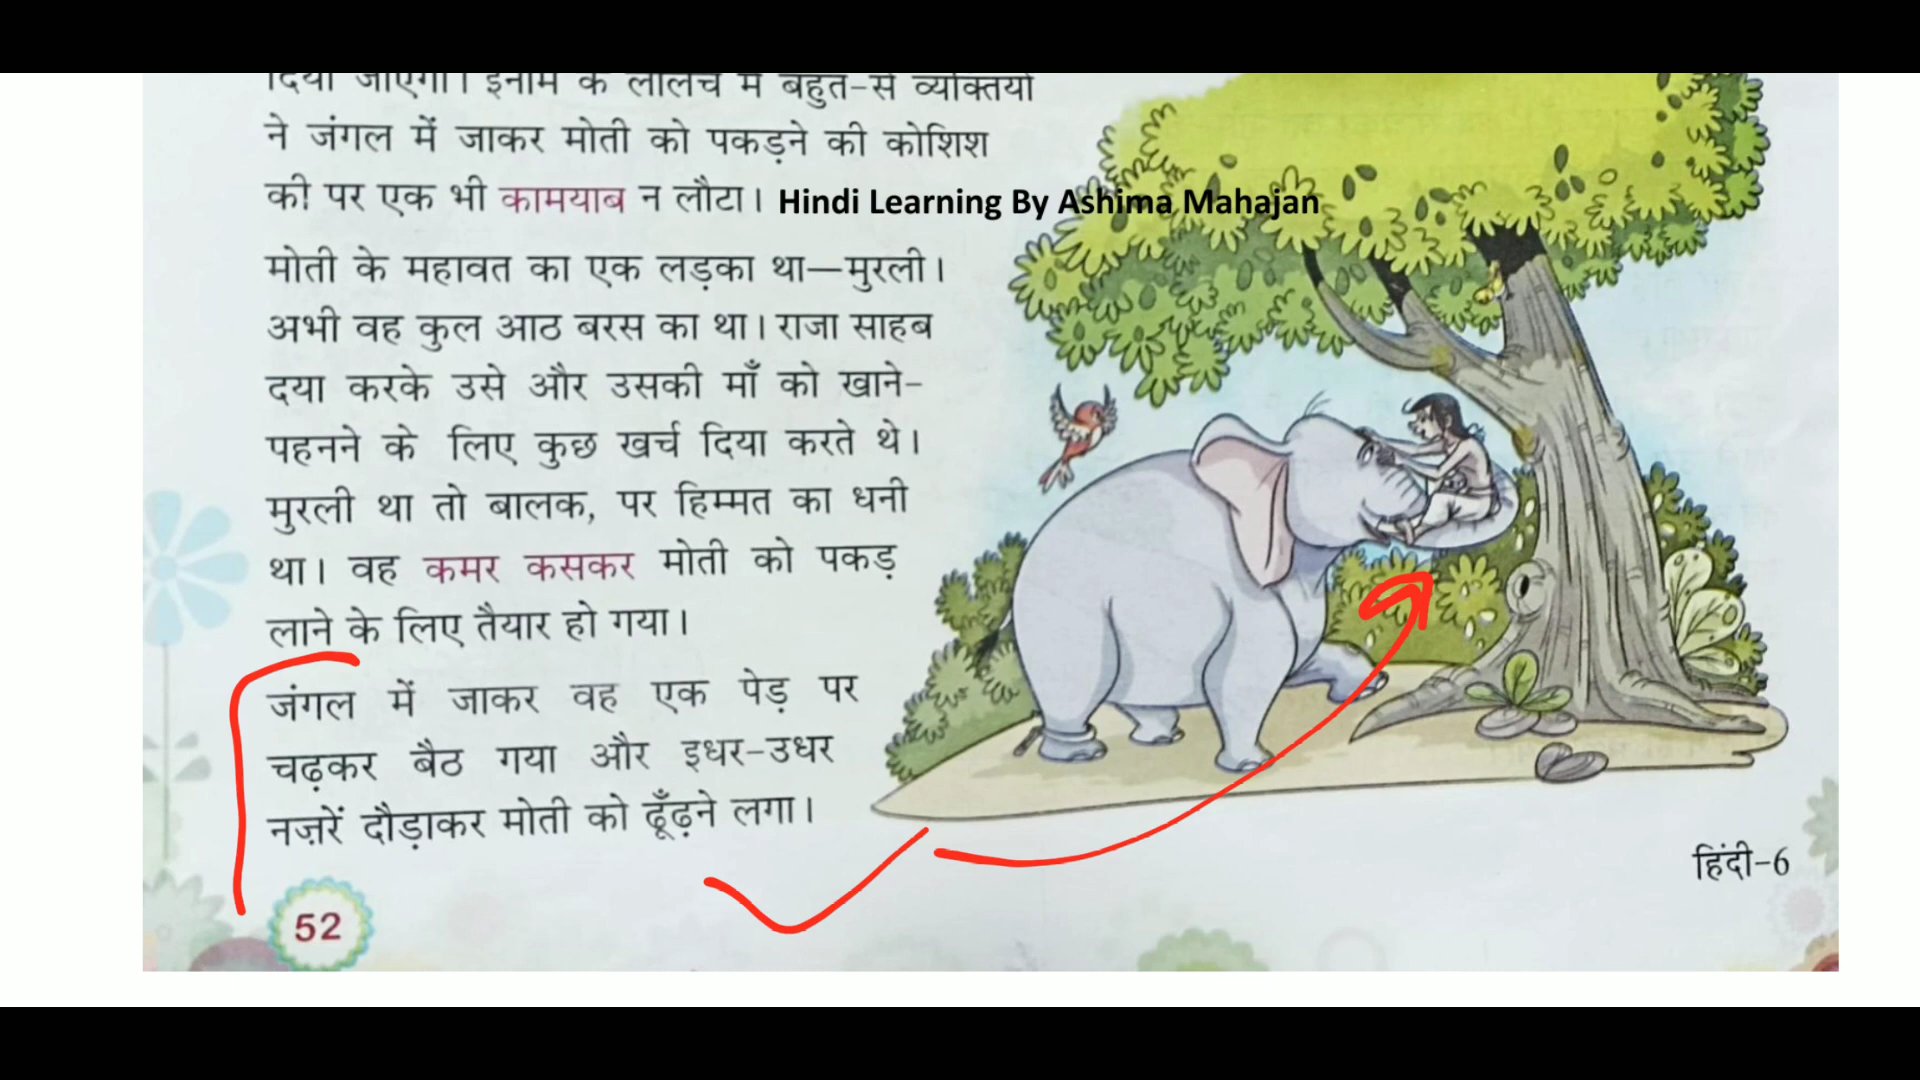 दिया जाएगा। इनाम के लालच में बहुत-से व्यक्तियों
ने जंगल में जाकर मोती को पकड़ने की कोशिश
की पर एक भी कामयाब न लौटा।
Hindi Learning By Ashima Mahajan
मोती के महावत का एक लड़का था—मुरली।
अभी वह कुल आठ बरस का था। राजा साहब
दया करके उसे और उसकी माँ को खाने-
पहनने के लिए कुछ खर्च दिया करते थे।
मुरली था तो बालक, पर हिम्मत का धनी
था। वह कमर कसकर मोती को पकड़
लाने के लिए तैयार हो गया।
जंगल में जाकर वह एक पेड़ पर
चढ़कर बैठ गया और इधर-उधर
नज़रें दौड़ाकर मोती को ढूँढ़ने लगा।
52
हिंदी-6